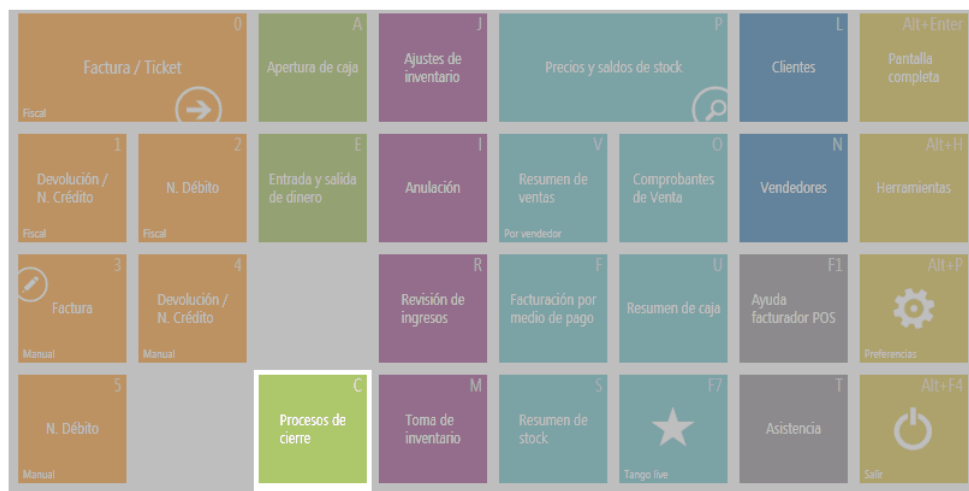 0
Factura / Ticket
Fiscal
A
Apertura de caja
J
Ajustes de
inventario
P
Precios y saldos de stock
L
Clientes
Alt+Enter
Pantalla
completa
1
Devolución /
N. Crédito
Fiscal
2
N. Débito
Fiscal
E
Entrada y salida
de dinero
I
Anulación
V
Resumen de
ventas
Por vendedor
O
Comprobantes
de Venta
N
Vendedores
Alt+H
Herramientas
3
Factura
Manual
4
Devolución /
N. Crédito
Manual
R
Revisión de
ingresos
F
Facturación por
medio de pago
U
Resumen de caja
F1
Ayuda
facturador POS
Alt+P
Preferencias
5
N. Débito
Manual
C
Procesos de
cierre
M
Toma de
inventario
S
Resumen de
stock
F7
Tango live
T
Asistencia
Alt+F4
Salir